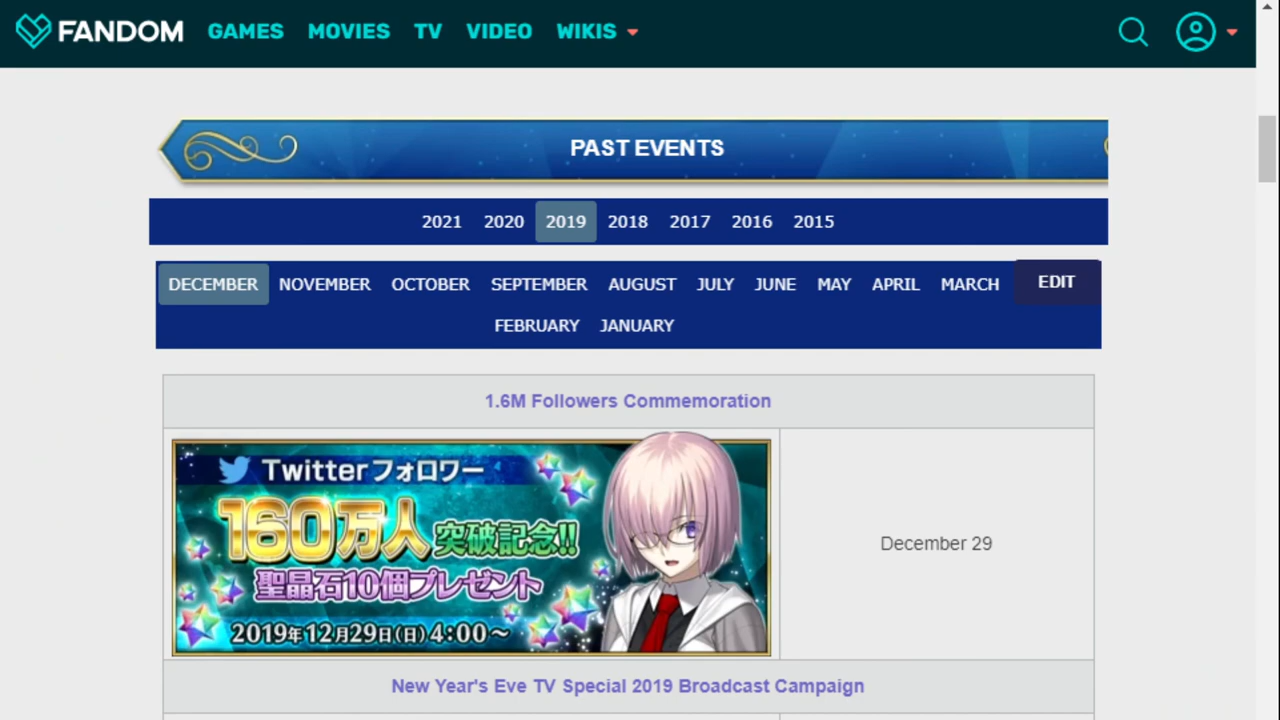 FANDOM GAMES MOVIES TV VIDEO WIKIS
PAST EVENTS
2021 2020 2019 2018 2017 2016 2015
DECEMBER NOVEMBER OCTOBER SEPTEMBER AUGUST JULY JUNE MAY APRIL MARCH EDIT
FEBRUARY JANUARY
1.6M Followers Commemoration
Twitterフォロワー
160万人突破記念!!
聖晶石10個プレゼント
2019年12月29日(日)4:00~
December 29
New Year's Eve TV Special 2019 Broadcast Campaign